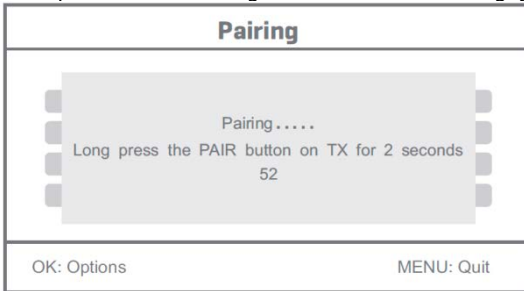 Pairing
Pairing.....
Long press the PAIR button on TX for 2 seconds
52
OK: Options
MENU: Quit